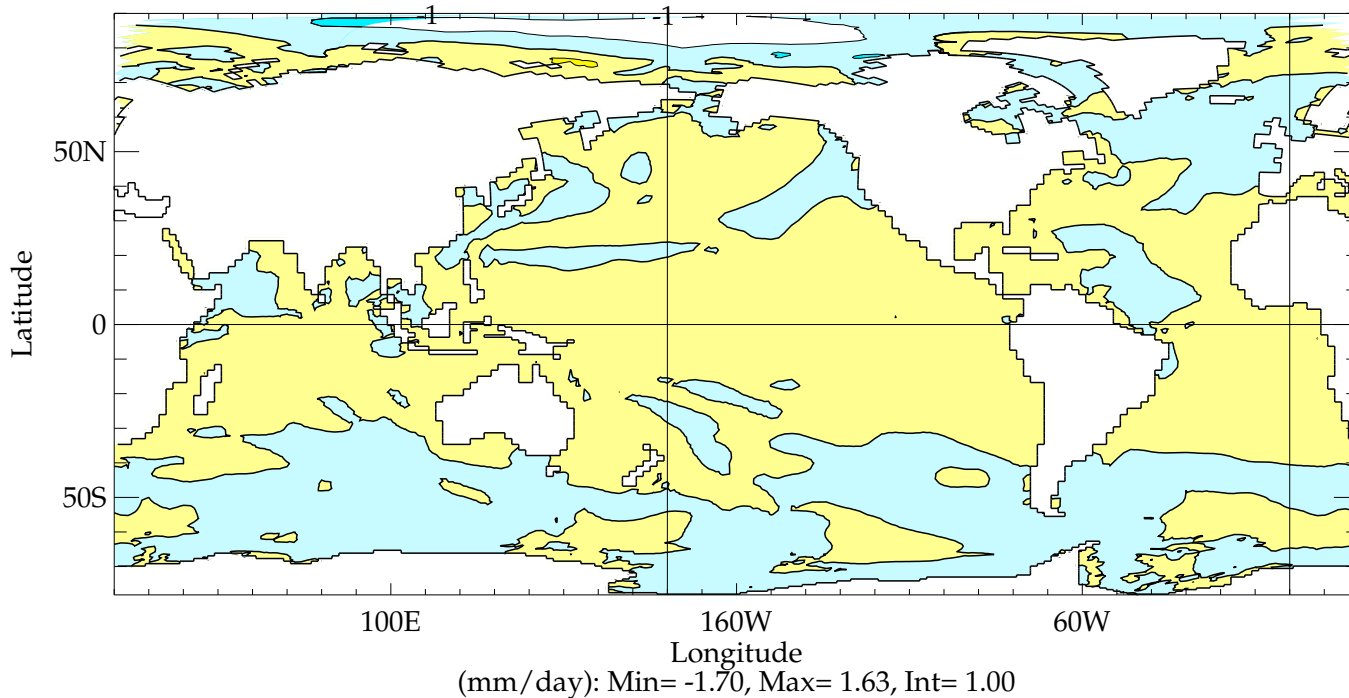 1 1
50N
0
50S
Latitude
100E 160W 60W
Longitude
(mm/day): Min= -1.70, Max= 1.63, Int= 1.00